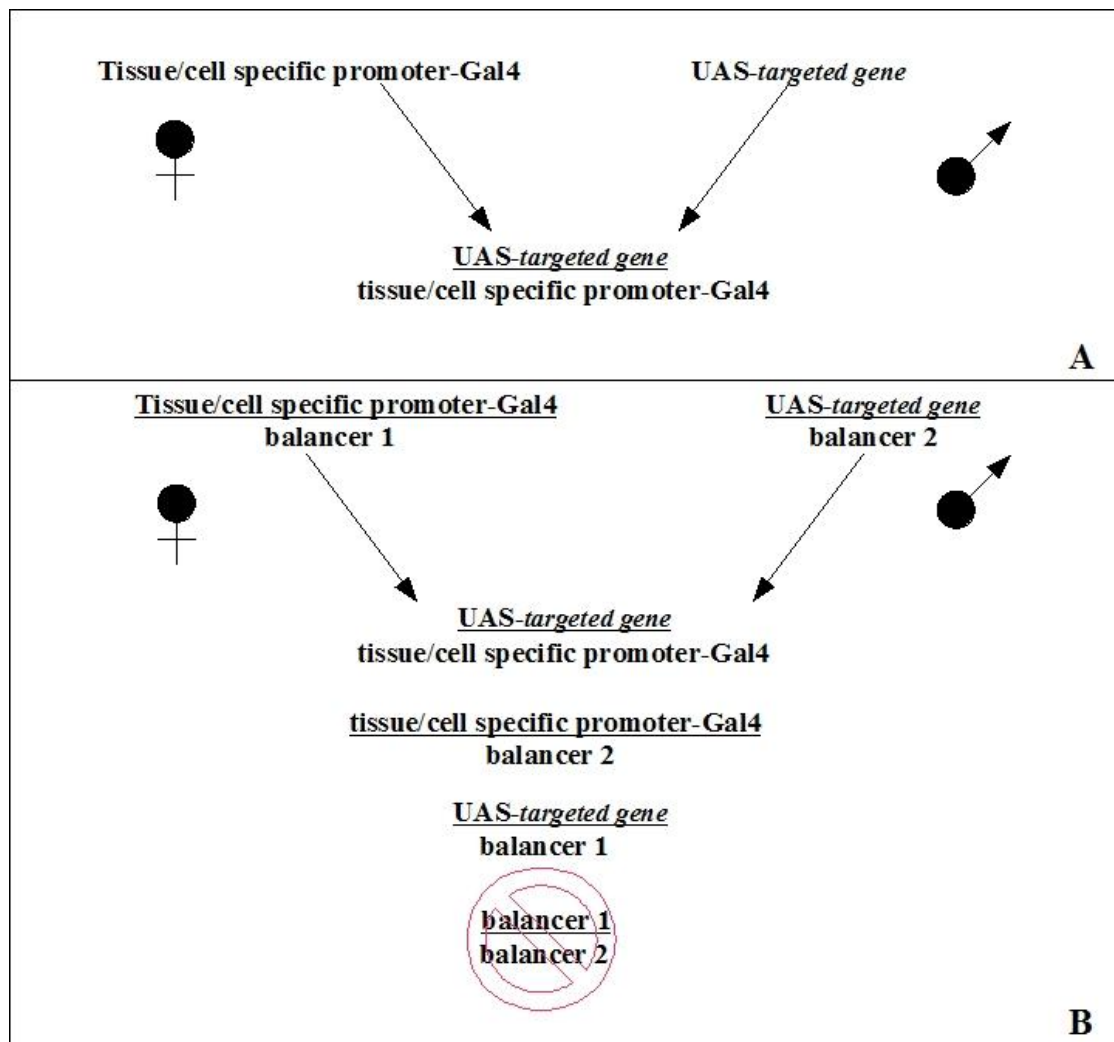 Tissue/cell specific promoter-Gal4 UAS-targeted gene
UAS-targeted gene
tissue/cell specific promoter-Gal4
A
Tissue/cell specific promoter-Gal4 UAS-targeted gene
balancer 1 balancer 2
UAS-targeted gene
tissue/cell specific promoter-Gal4
tissue/cell specific promoter-Gal4
balancer 2
UAS-targeted gene
balancer 1
balancer 1
balancer 2
B